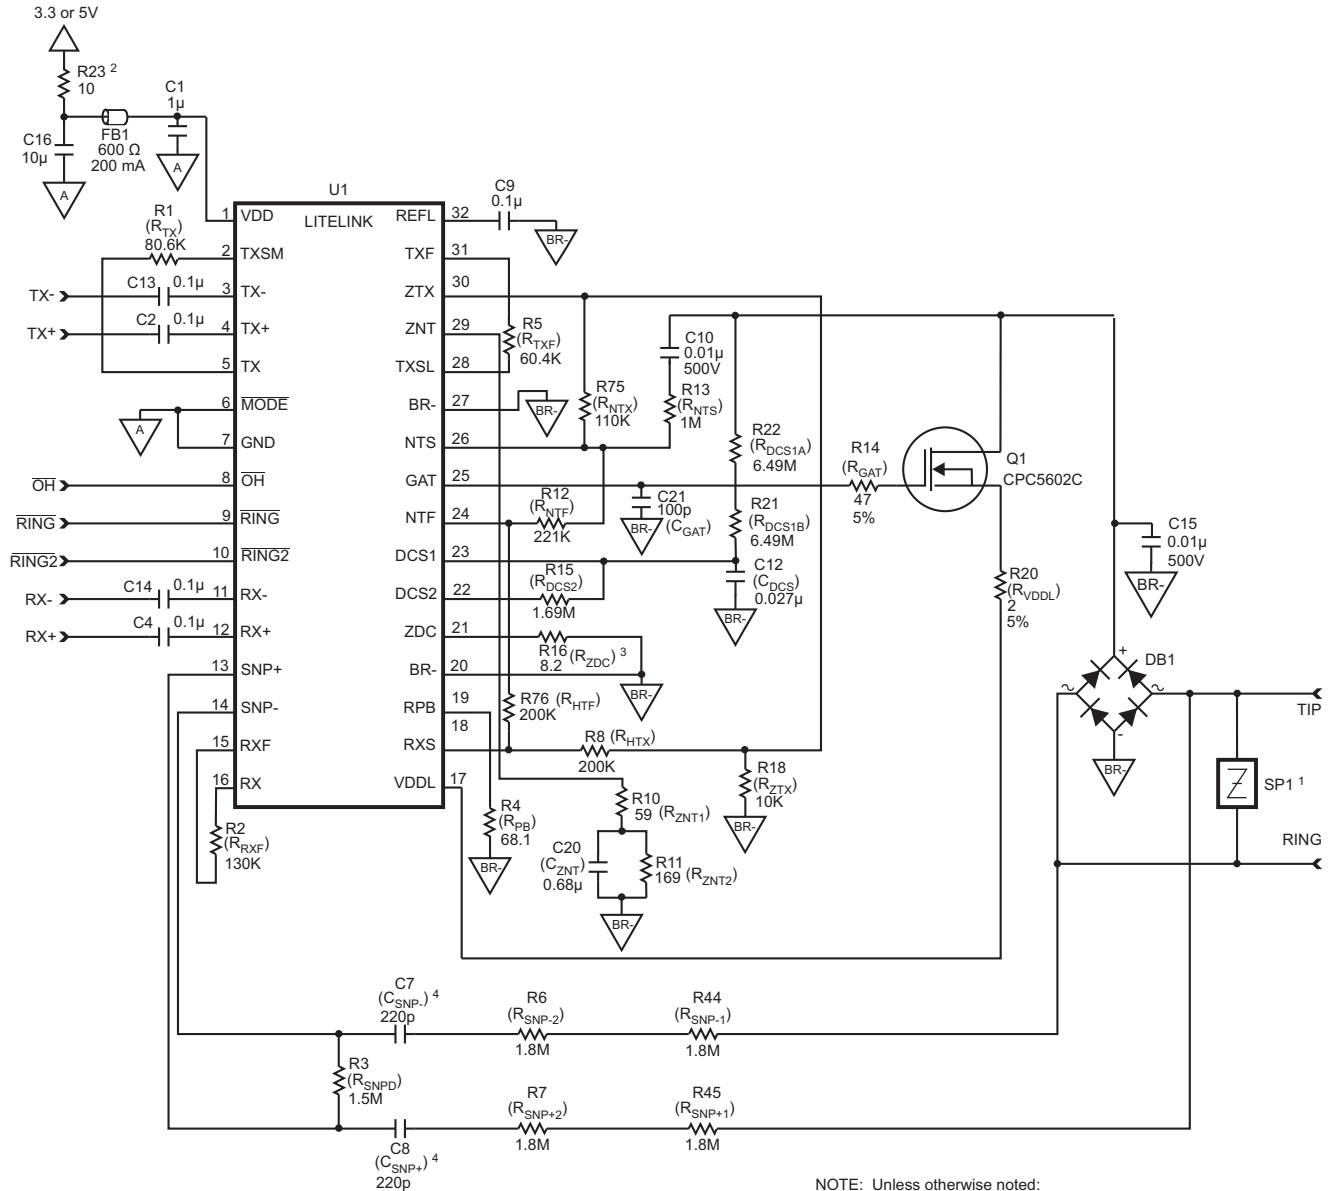 3.3 or 5V
R23 2
10
C1
1µ
C16
10µ
FB1
600 Ω
200 mA
A
A
U1
LITELINK
1
VDD
2
TXSM
3
TX-
4
TX+
5
TX
6
MODE
7
GND
8
OH
9
RING
10
RING2
11
RX-
12
RX+
13
SNP+
14
SNP-
15
RXF
16
RX
REFL
32
TXF
31
ZTX
30
ZNT
29
TXSL
28
BR-
27
NTS
26
GAT
25
NTF
24
DCS1
23
DCS2
22
ZDC
21
BR-
20
RPB
19
RXS
18
VDDL
17
R1
(RTX)
80.6K
TX-
C13
0.1µ
TX+
C2
0.1µ
A
OH
RING
RING2
RX-
C14
0.1µ
RX+
C4
0.1µ
R2
(RRXF)
130K
C9
0.1µ
BR-
R5
(RTXF)
60.4K
BR-
R75
(RNTX)
110K
C10
0.01µ
500V
R13
(RNTS)
1M
R22
(RDCS1A)
6.49M
R14
(RGAT)
47
5%
Q1
CPC5602C
R12
(RNTF)
221K
C21
100p
(CGAT)
BR-
R21
(RDCS1B)
6.49M
C15
0.01µ
500V
BR-
R15
(RDCS2)
1.69M
C12
(CDCS)
0.027µ
BR-
R20
(RVDDL)
2
5%
R16 (RZDC) 3
8.2
BR-
R76 (RHTF)
200K
R8 (RHTX)
200K
R18
(RZTX)
10K
BR-
R4
(RPB)
68.1
BR-
R10
59 (RZNT1)
C20
(CZNT)
0.68µ
R11
169 (RZNT2)
BR-
+
DB1
~
~
-
BR-
TIP
SP1 1
RING
C7
(CSNP-) 4
220p
R6
(RSNP-2)
1.8M
R44
(RSNP-1)
1.8M
R3
(RSNPD)
1.5M
C8
(CSNP+) 4
220p
R7
(RSNP+2)
1.8M
R45
(RSNP+1)
1.8M
NOTE: Unless otherwise noted: